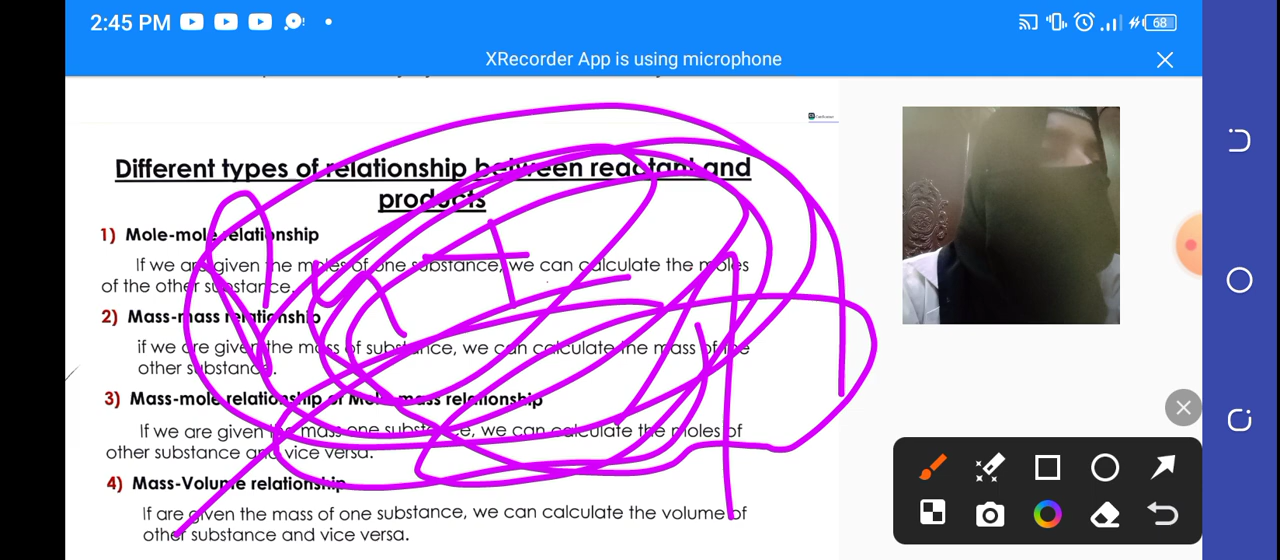 2:45 PM
68
XRecorder App is using microphone
Different types of relationship between reactant and
products
1) Mole-mole relationship
If we are given the moles of one substance, we can calculate the moles
of the other substance.
2) Mass-mass relationship
if we are given the mass of substance, we can calculate the mass of the
other substance.
3) Mass-mole relationship or Mole-mass relationship
If we are given the mass one substance, we can calculate the moles of
other substance and vice versa.
4) Mass-Volume relationship
If are given the mass of one substance, we can calculate the volume of
other substance and vice versa.